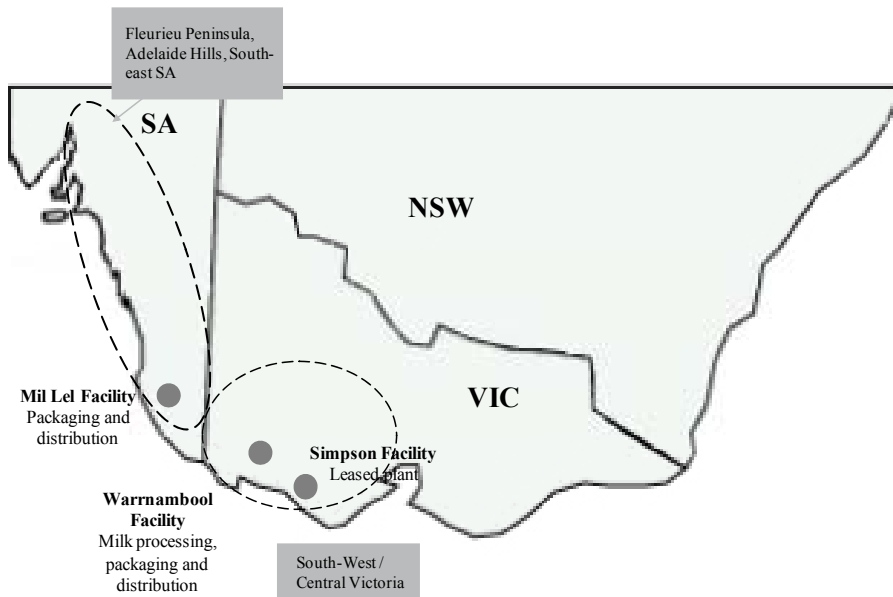 Fleurieu Peninsula,
Adelaide Hills, South-
east SA
SA
NSW
VIC
Mil Lel Facility
Packaging and
distribution
Simpson Facility
Leased plant
Warrnambool
Facility
Milk processing,
packaging and
distribution
South-West /
Central Victoria